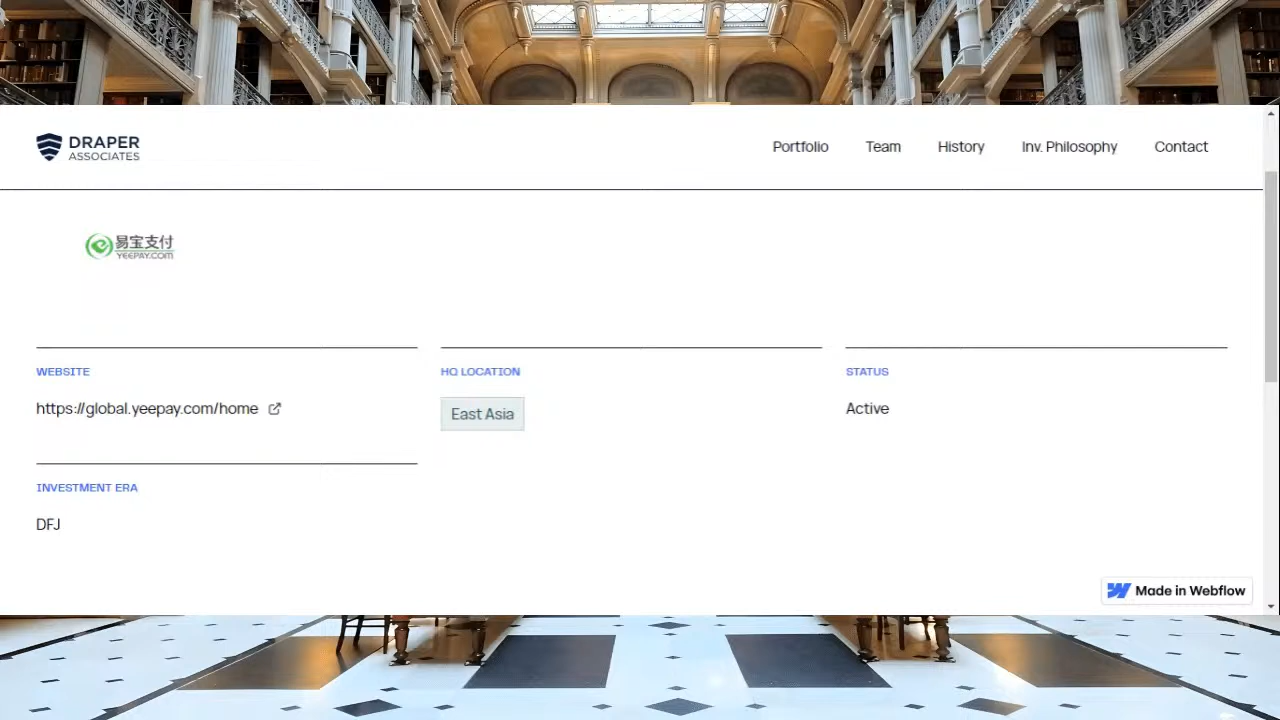 DRAPER
ASSOCIATES
Portfolio
Team
History
Inv. Philosophy
Contact
易宝支付
YEEPAY.COM
WEBSITE
HQ LOCATION
STATUS
https://global.yeepay.com/home
East Asia
Active
INVESTMENT ERA
DFJ
Made in Webflow